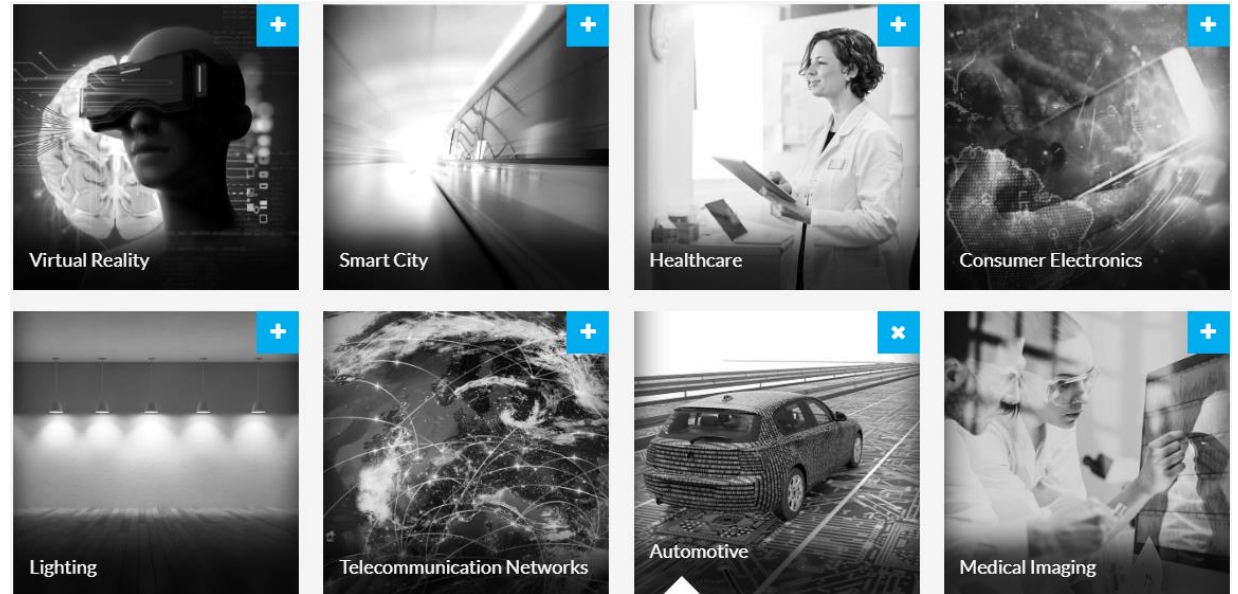 Virtual Reality
Smart City
Healthcare
Consumer Electronics
Lighting
Telecommunication Networks
Automotive
Medical Imaging